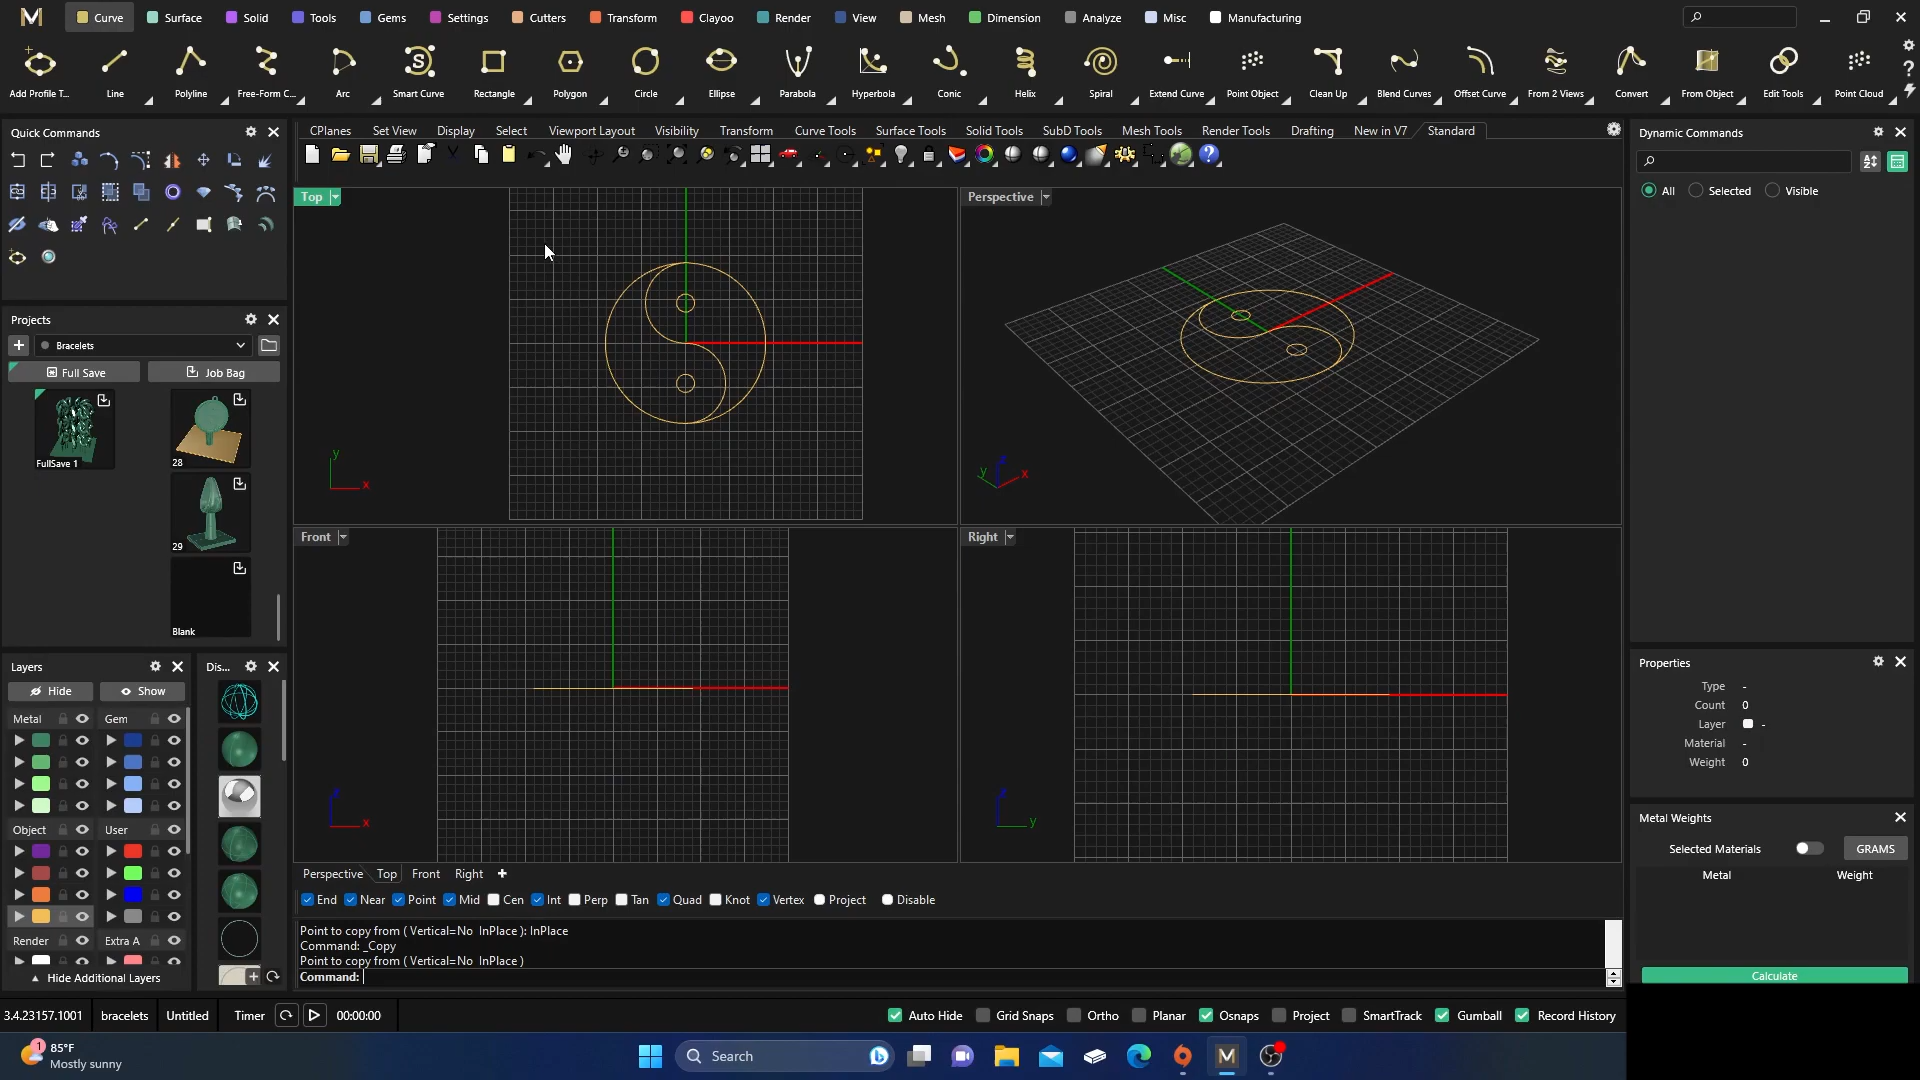 M Curve Surface Solid Tools Gems Settings Cutters Transform Clayoo Render View Mesh Dimension Analyze Misc Manufacturing
Add Profile T... Line Polyline Free-Form C... Arc Smart Curve Rectangle Polygon Circle Ellipse Parabola Hyperbola Conic Helix Spiral Extend Curve Point Object Clean Up Blend Curves Offset Curve From 2 Views Convert From Object Edit Tools Point Cloud
Quick Commands
CPlanes Set View Display Select Viewport Layout Visibility Transform Curve Tools Surface Tools Solid Tools SubD Tools Mesh Tools Render Tools Drafting New in V7 Standard
Dynamic Commands
All Selected Visible
Top
y
x
Perspective
z
y
x
Projects
Bracelets
Full Save Job Bag
FullSave 1
28
29
Blank
Front
z
x
Right
z
y
Layers
Dis...
Hide Show
Metal Gem
Object User
Render Extra A
Hide Additional Layers
Perspective Top Front Right
End Near Point Mid Cen Int Perp Tan Quad Knot Vertex Project Disable
Point to copy from ( Vertical=No InPlace ): InPlace
Command: _Copy
Point to copy from ( Vertical=No InPlace )
Command:
Properties
Type -
Count 0
Layer -
Material -
Weight 0
Metal Weights
Selected Materials GRAMS
Metal Weight
Calculate
3.4.23157.1001 bracelets Untitled Timer 00:00:00 Auto Hide Grid Snaps Ortho Planar Osnaps Project SmartTrack Gumball Record History
1
85°F
Mostly sunny
Search
M